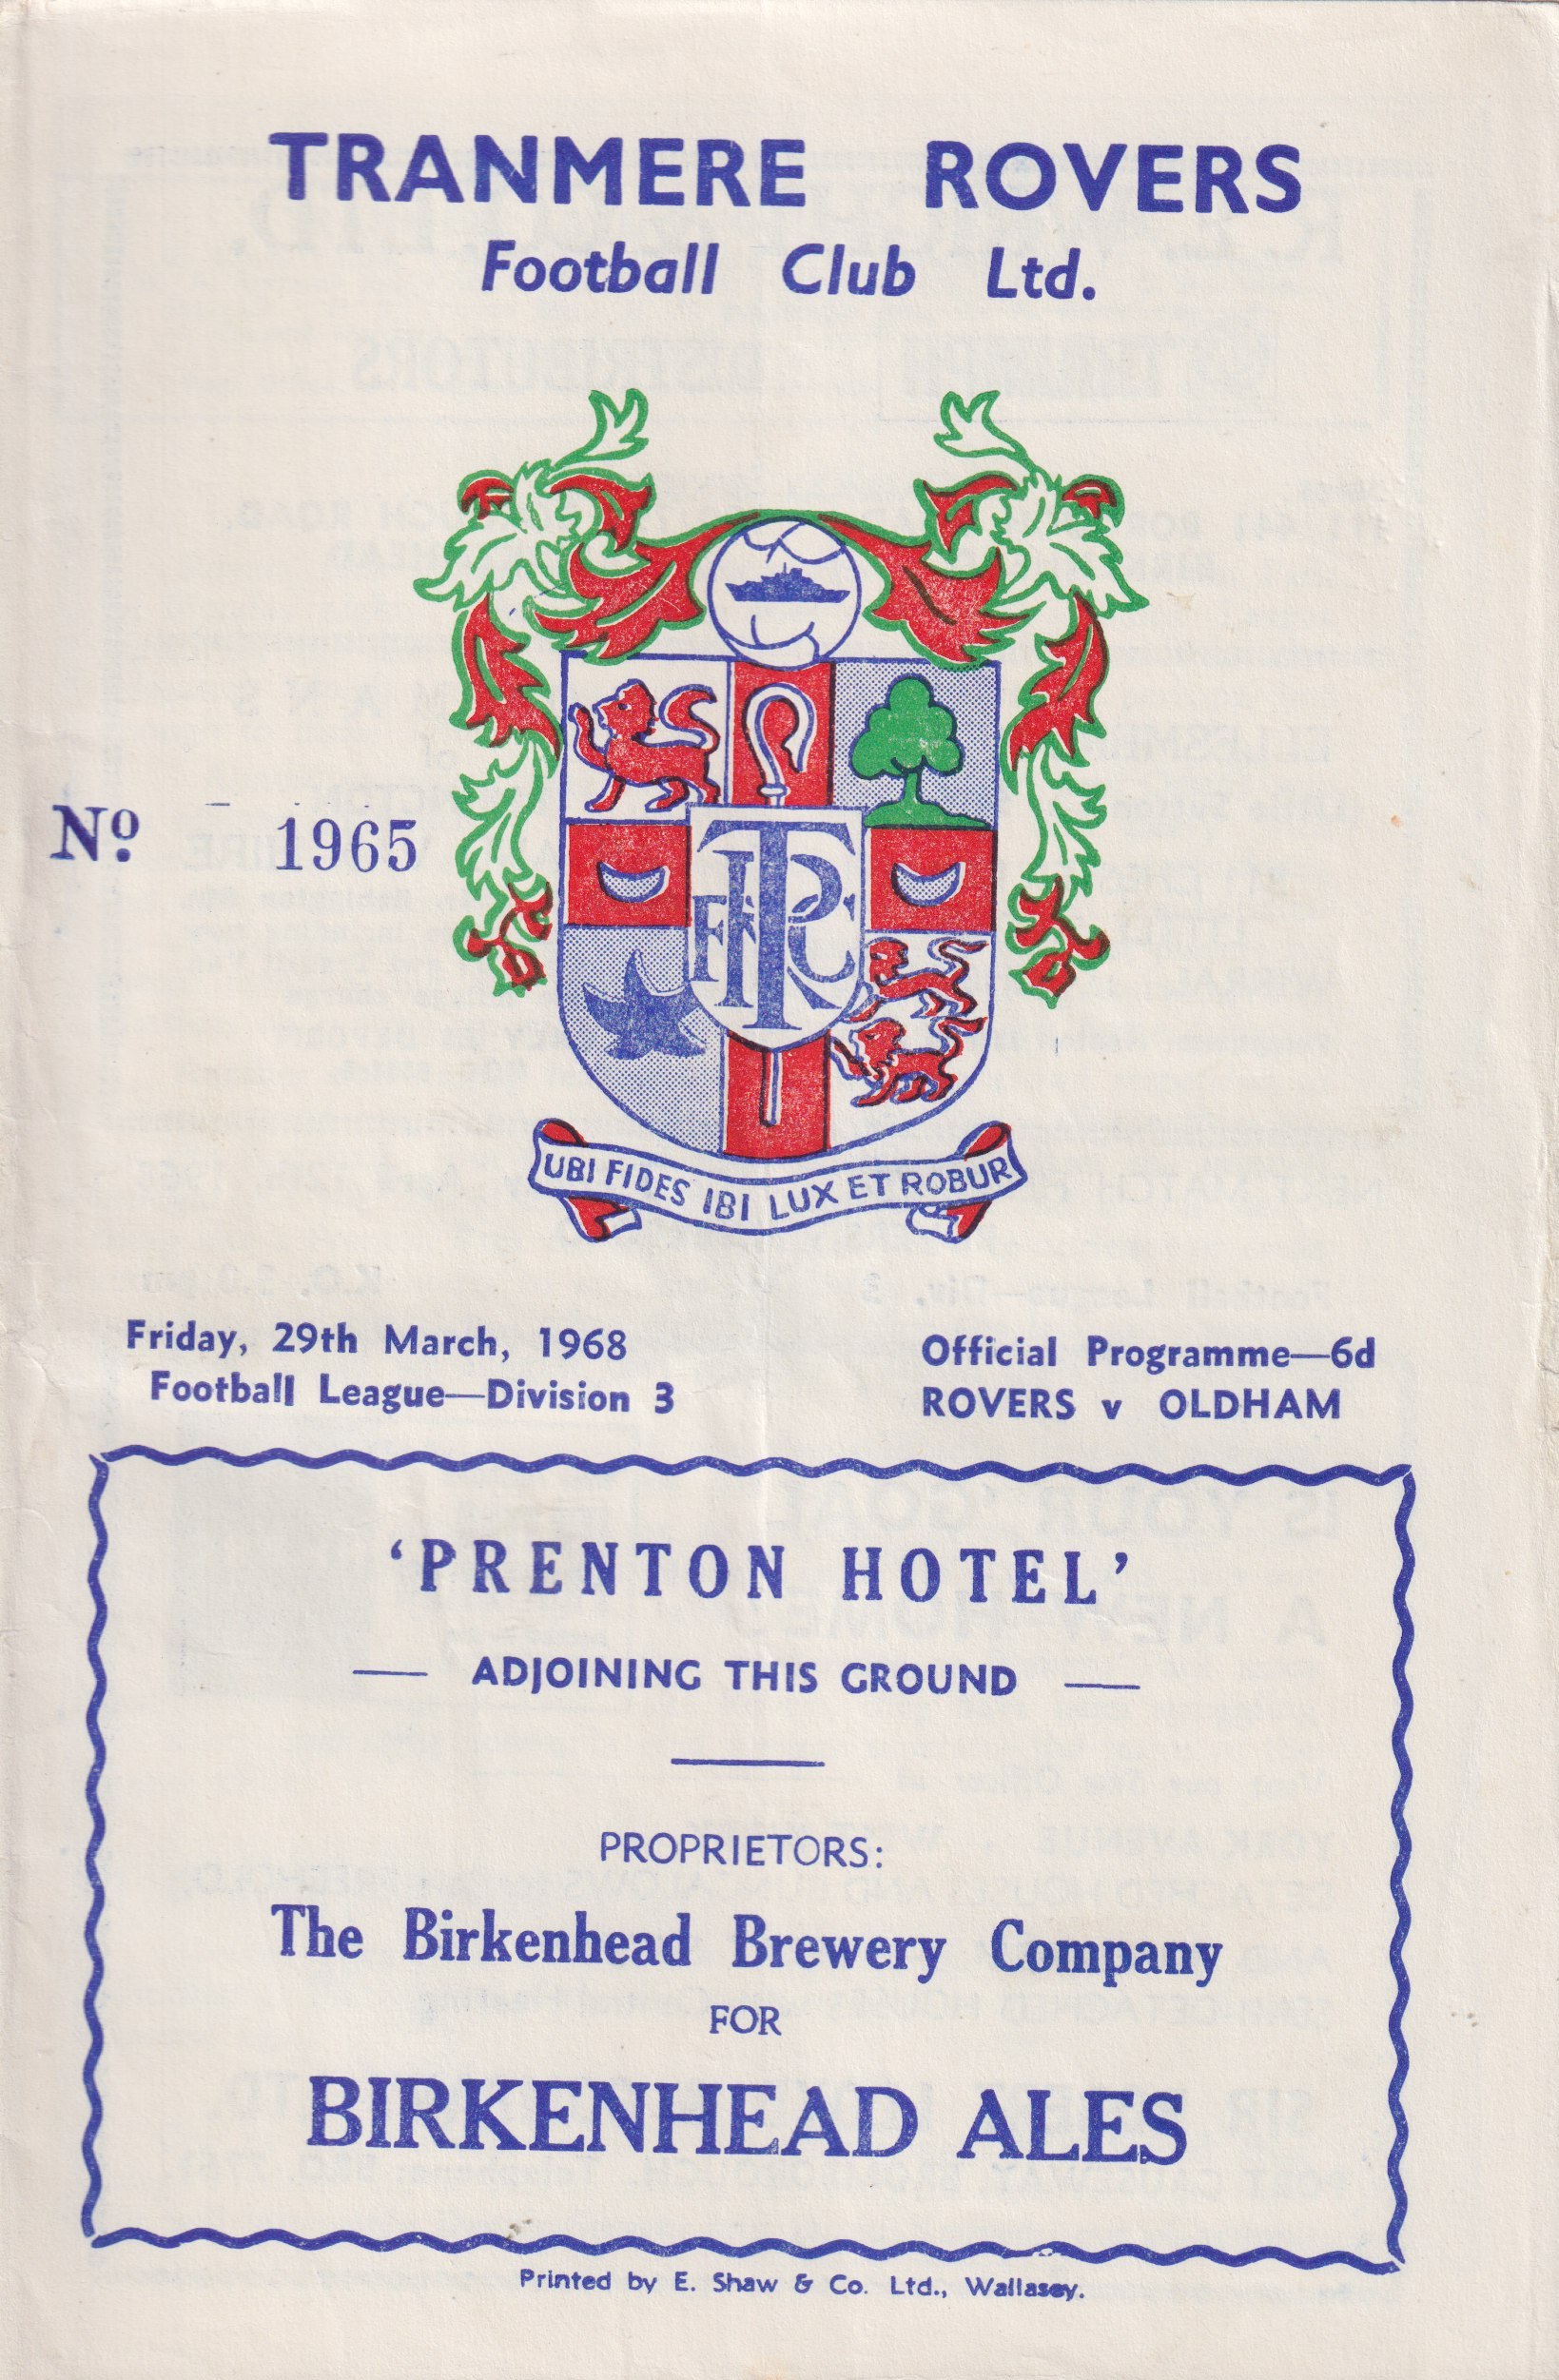 TRANMERE ROVERS
Football Club Ltd.
Nº 1965
TRFC
UBI FIDES IBI LUX ET ROBUR
Friday, 29th March, 1968
Football League—Division 3
Official Programme—6d
ROVERS v OLDHAM
'PRENTON HOTEL'
— ADJOINING THIS GROUND —
PROPRIETORS:
The Birkenhead Brewery Company
FOR
BIRKENHEAD ALES
Printed by E. Shaw & Co. Ltd., Wallasey.